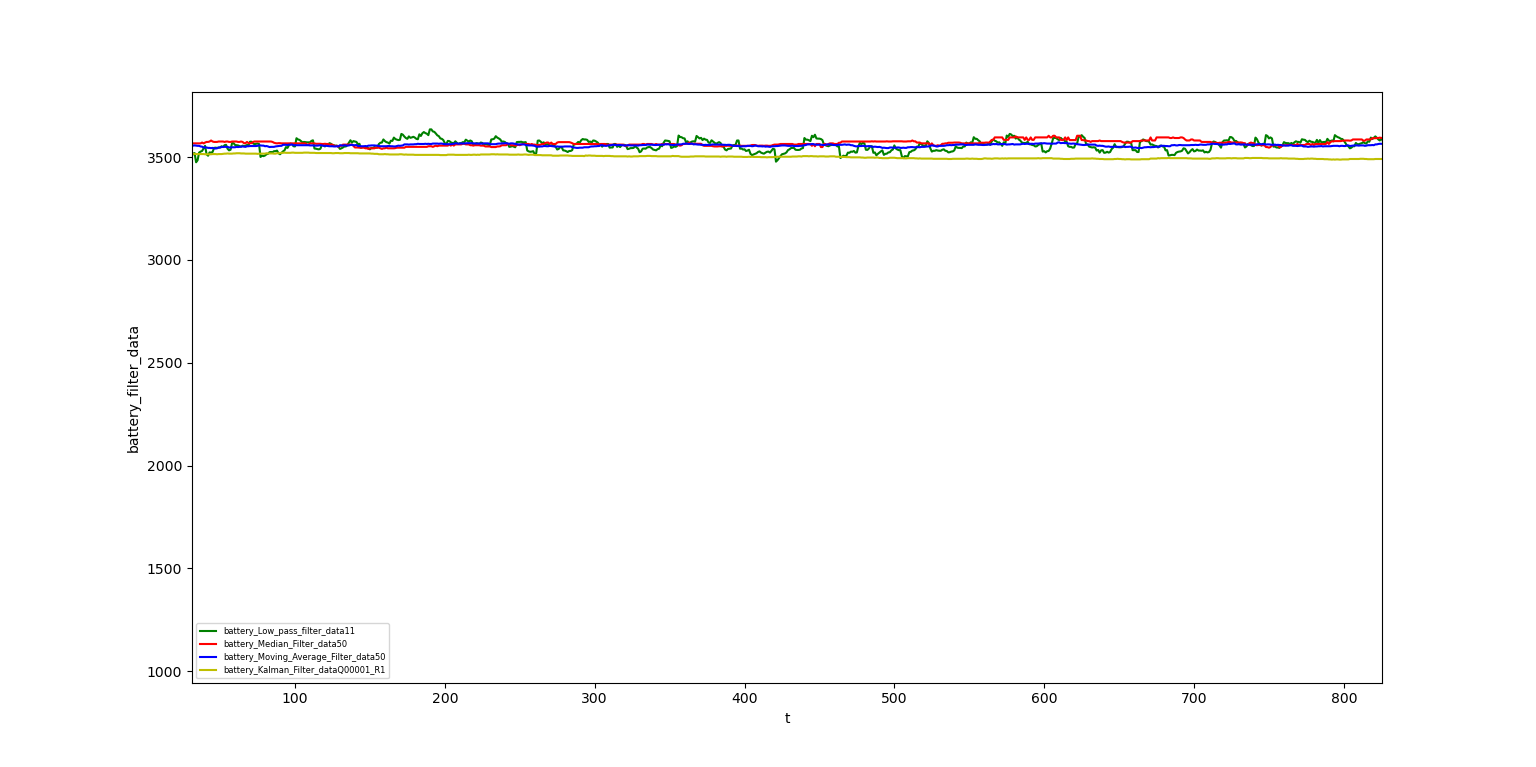 3500
3000
2500
2000
1500
1000
battery_filter_data
battery_Low_pass_filter_data11
battery_Median_Filter_data50
battery_Moving_Average_Filter_data50
battery_Kalman_Filter_dataQ00001_R1
100 200 300 400 500 600 700 800
t